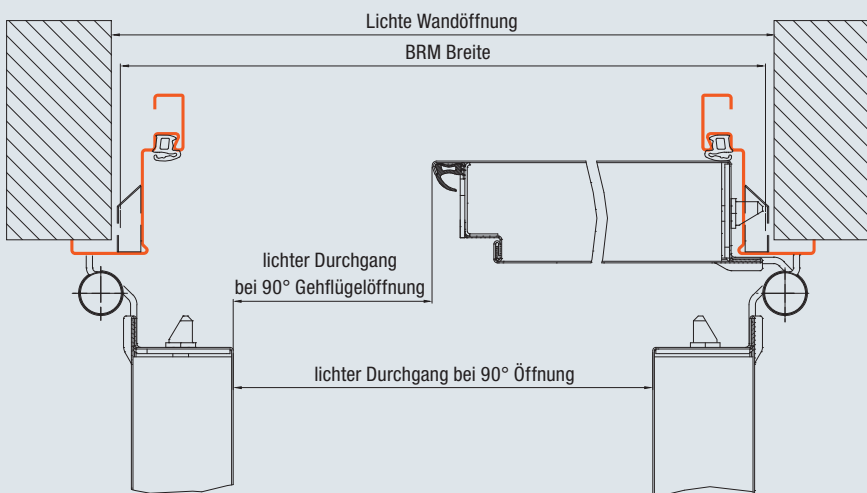 Lichte Wandöffnung
BRM Breite
lichter Durchgang
bei 90° Gehflügelöffnung
lichter Durchgang bei 90° Öffnung